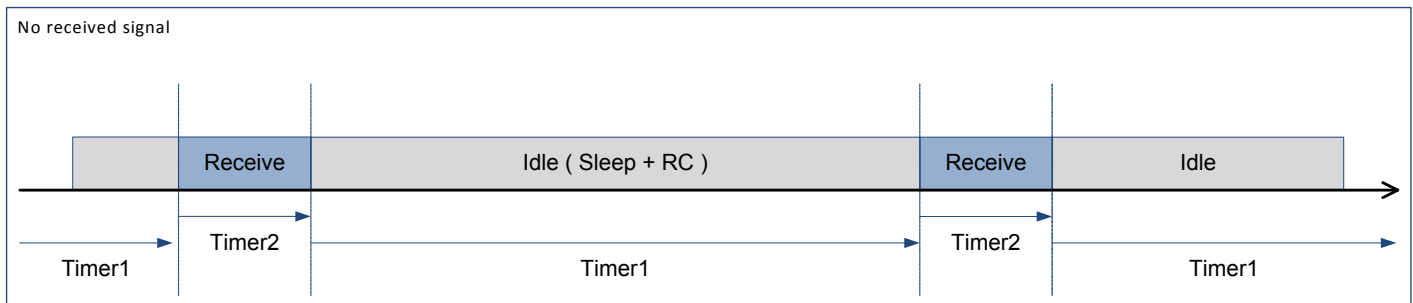 No received signal
Receive
Idle ( Sleep + RC )
Receive
Idle
Timer2
Timer2
Timer1
Timer1
Timer1